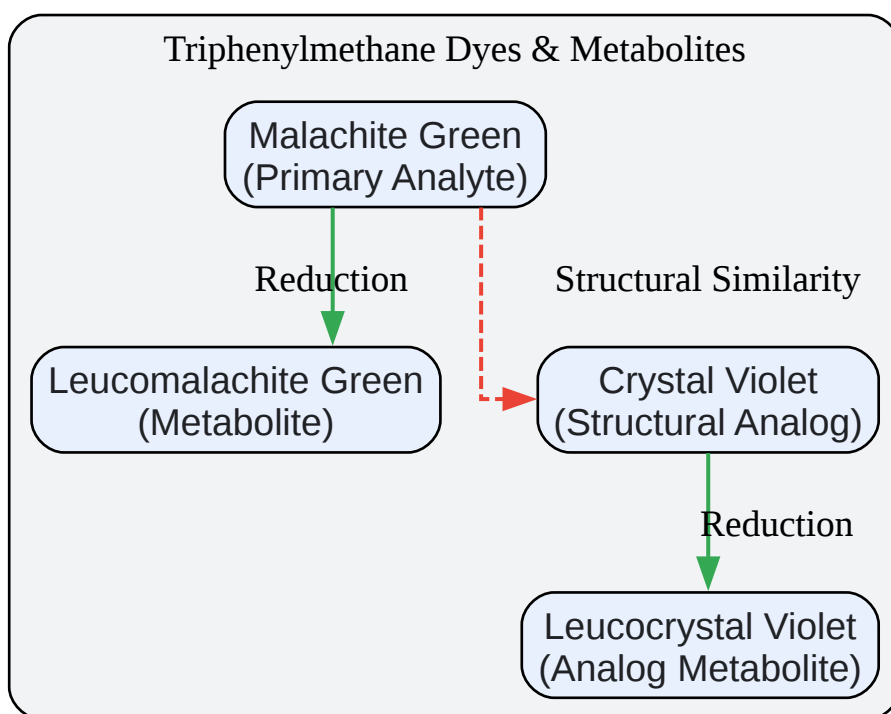 Triphenylmethane Dyes & Metabolites
Malachite Green
(Primary Analyte)
Reduction
Structural Similarity
Leucomalachite Green
(Metabolite)
Crystal Violet
(Structural Analog)
Reduction
Leucocrystal Violet
(Analog Metabolite)